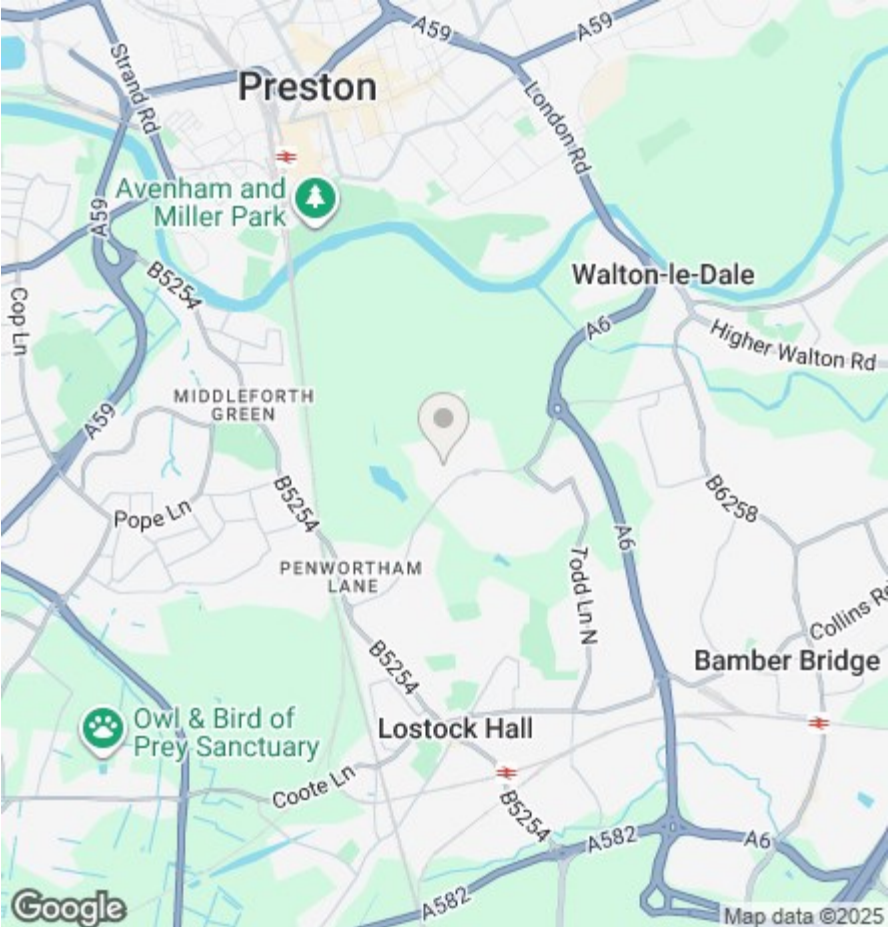 A59
A59
Strand Rd
Preston
London Rd
Avenham and
Miller Park
A59
B5254
Walton-le-Dale
Cop Ln
A6
Higher Walton Rd
MIDDLEFORTH
GREEN
A59
B5254
B6258
Pope Ln
A6
PENWORTHAM
LANE
Todd Ln N
Collins R
B5254
Bamber Bridge
Owl & Bird of
Prey Sanctuary
Lostock Hall
Coote Ln
B5254
A582
A6
A582
Google
Map data ©2025